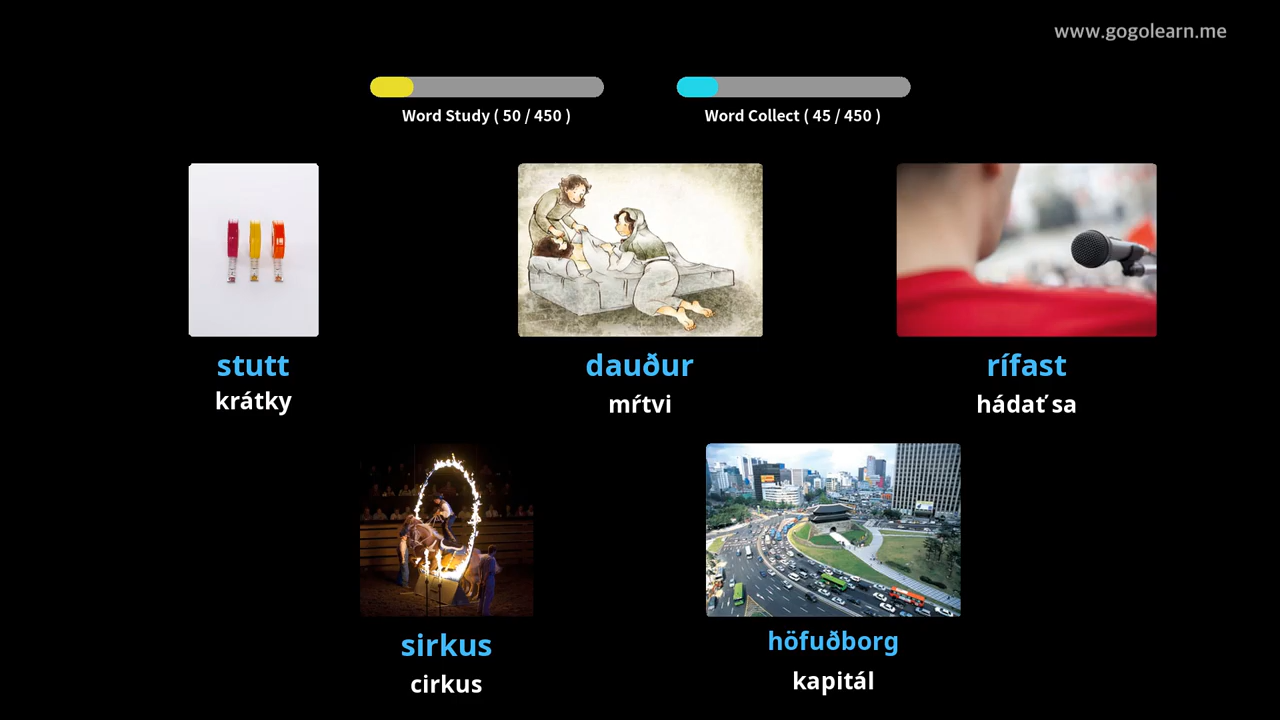 www.gogolearn.me
Word Study ( 50 / 450 )
Word Collect ( 45 / 450 )
stutt
krátky
dauður
mŕtvi
rífast
hádať sa
sirkus
cirkus
höfuðborg
kapitál